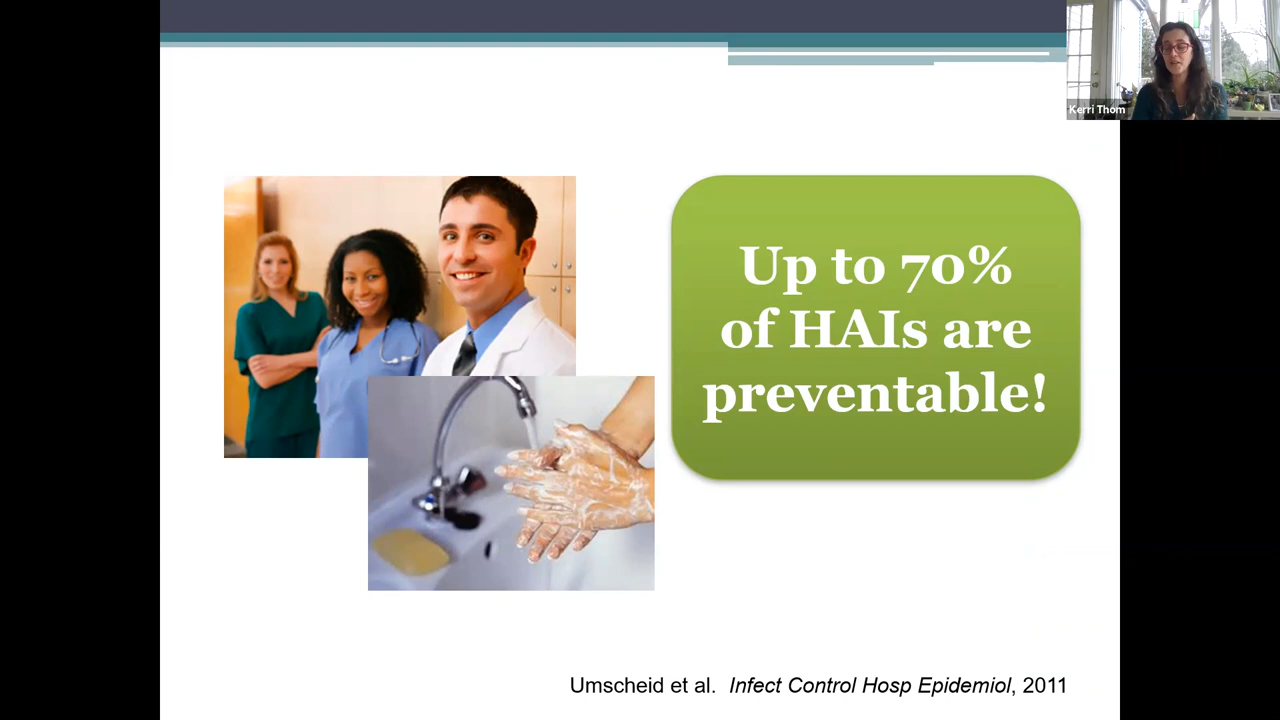 Kerri Thom
Up to 70%
of HAIs are
preventable!
Umscheid et al. Infect Control Hosp Epidemiol, 2011